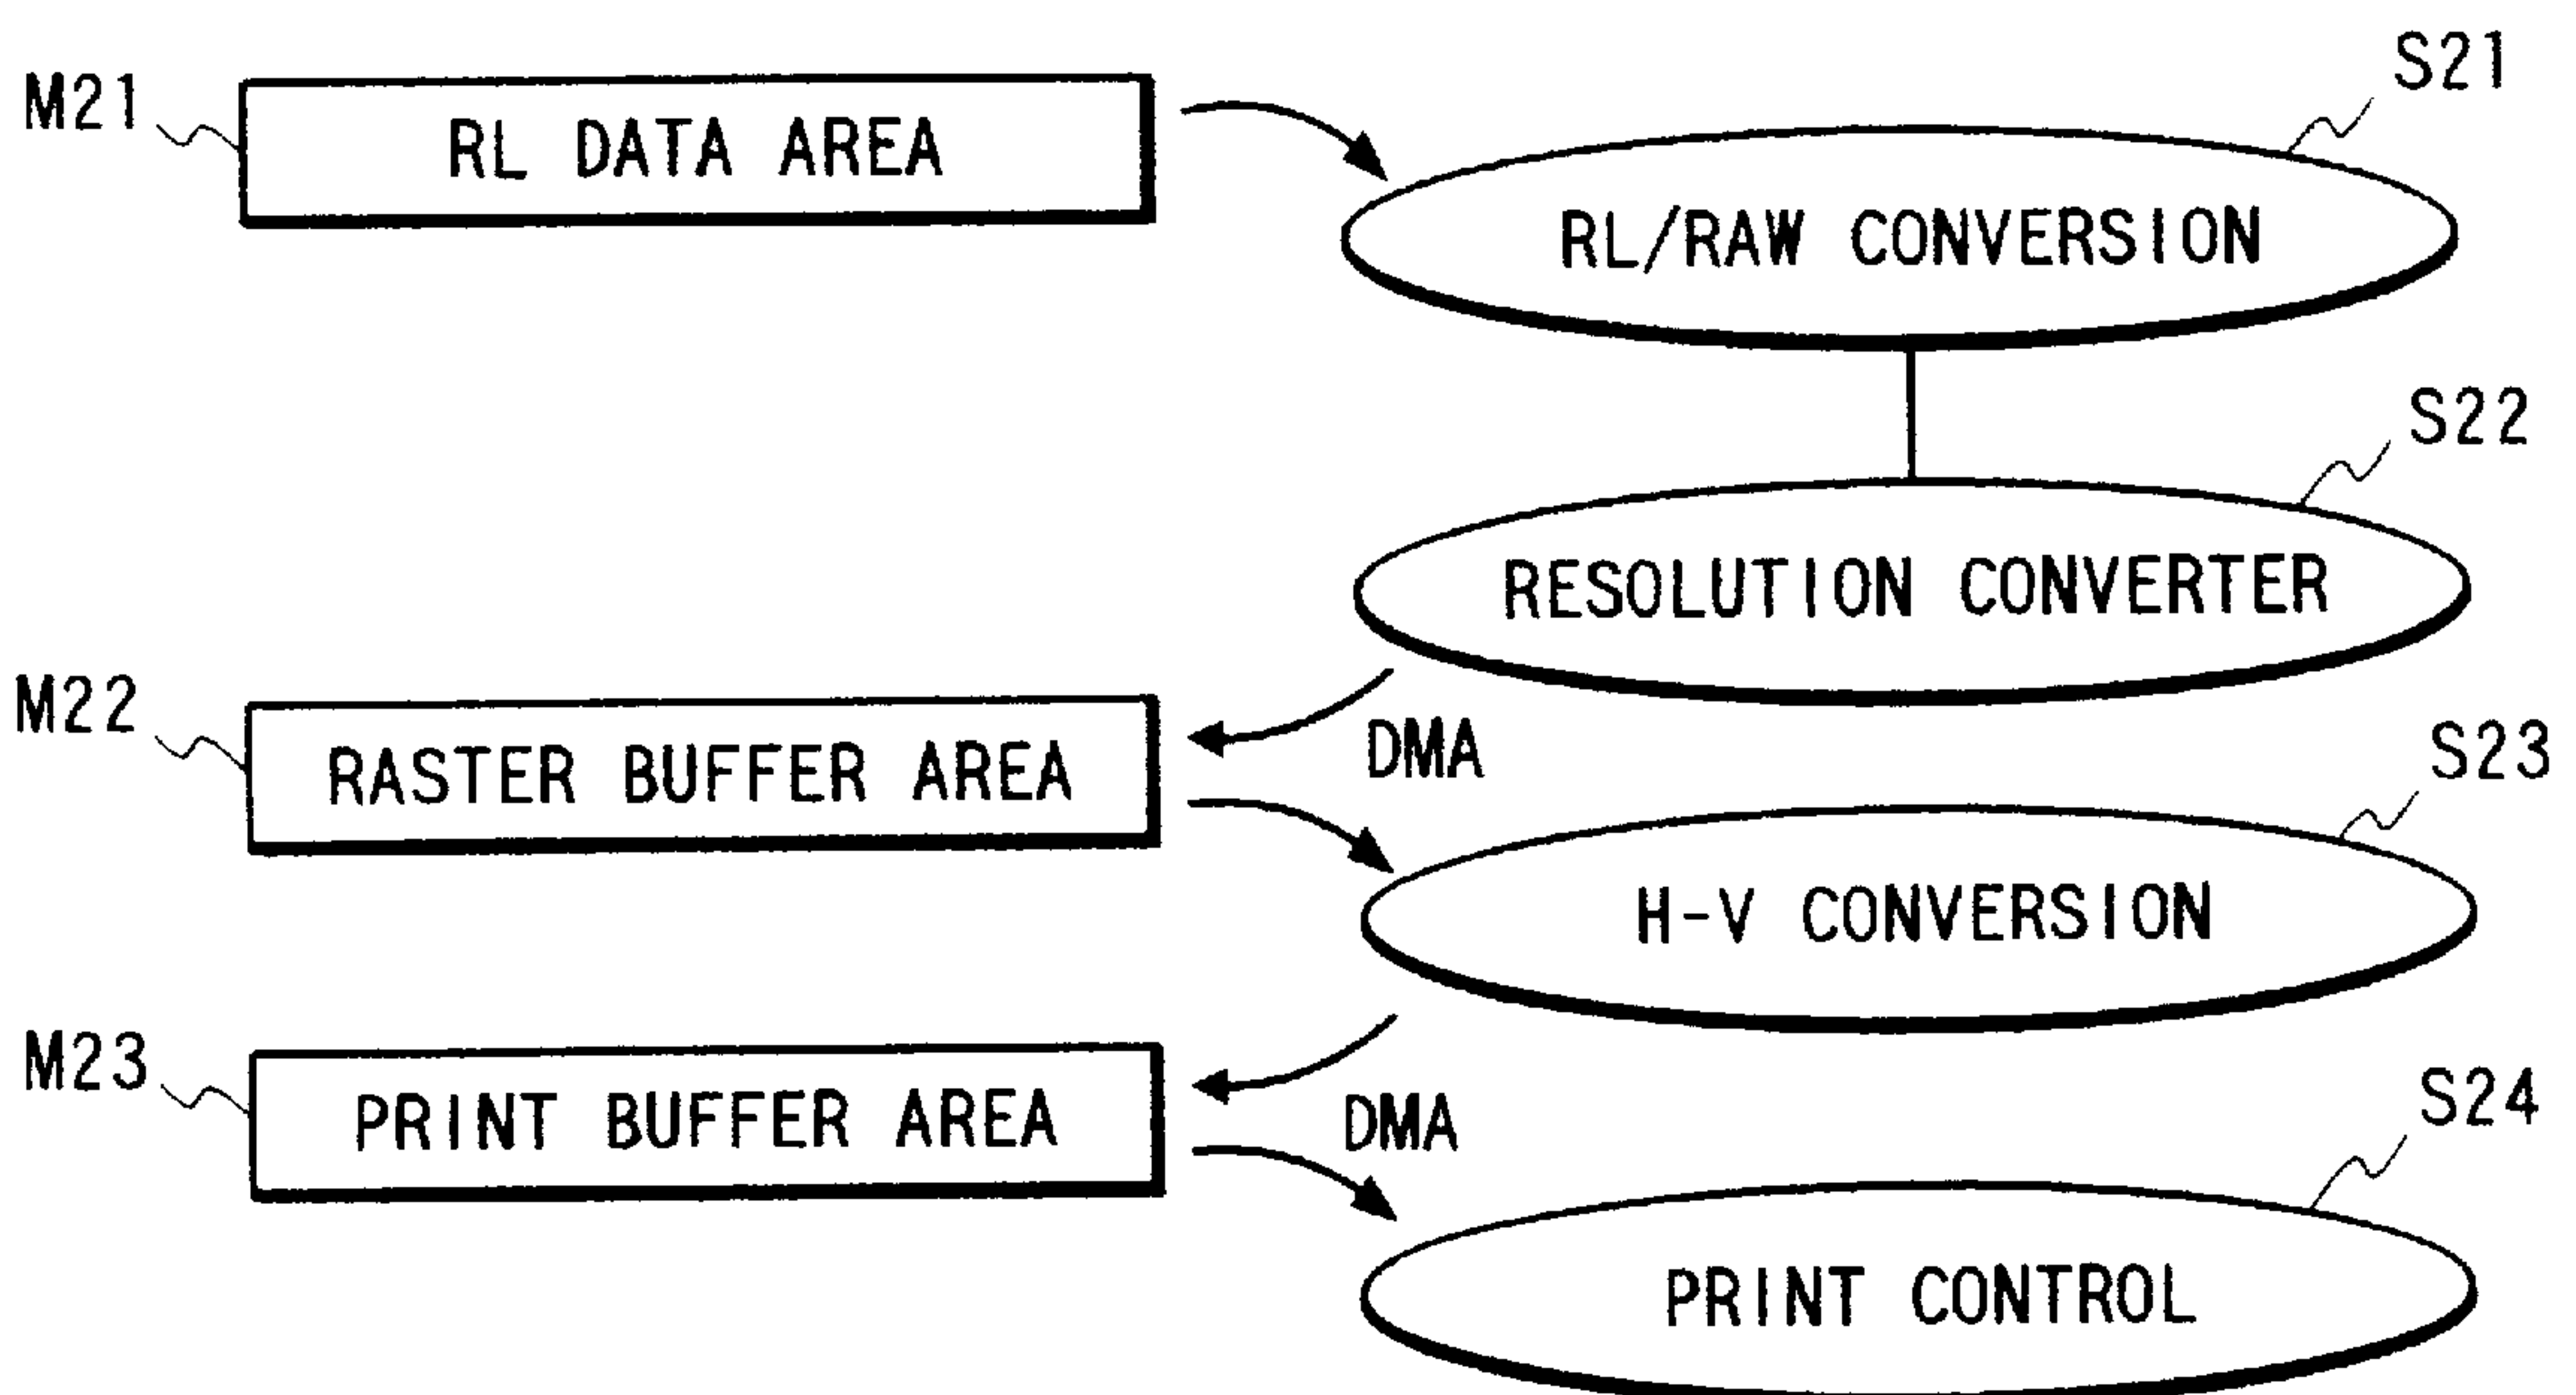 M21
RL DATA AREA
S21
RL/RAW CONVERSION
S22
RESOLUTION CONVERTER
M22
RASTER BUFFER AREA
DMA
S23
H-V CONVERSION
M23
PRINT BUFFER AREA
DMA
S24
PRINT CONTROL